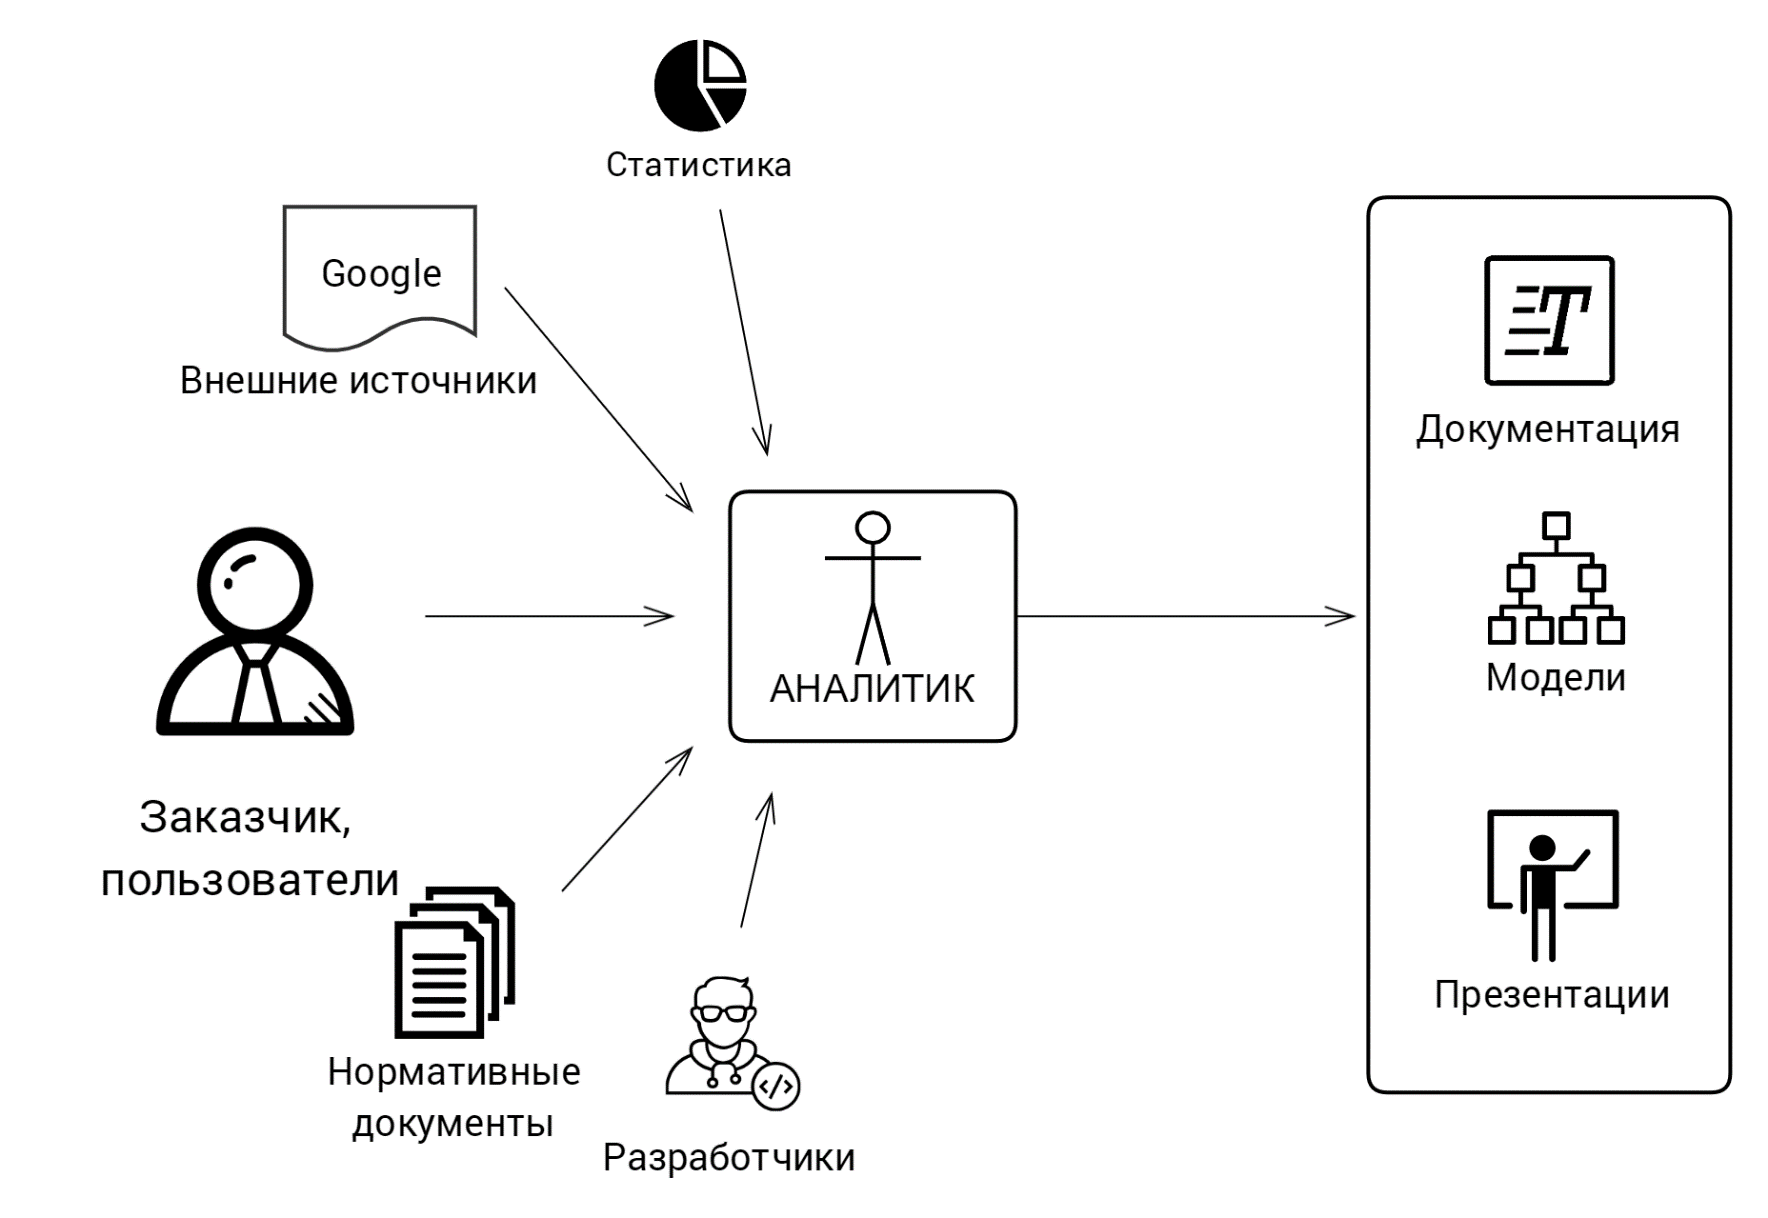 Статистика
Google
Внешние источники
Заказчик,
пользователи
Нормативные
документы
Разработчики
АНАЛИТИК
T
Документация
Модели
Презентации